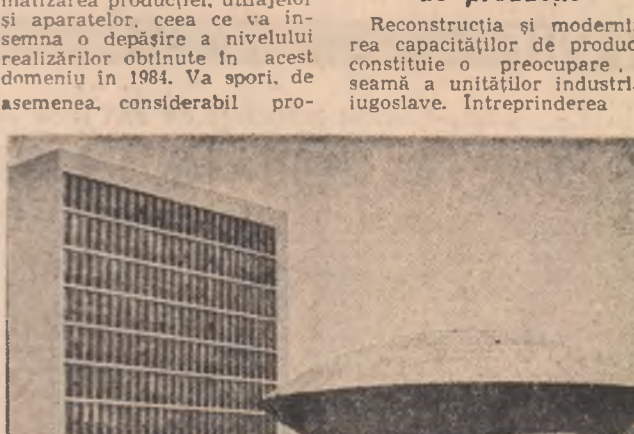 matizarea producției, utilajelor
și aparatelor, ceea ce va în-
semna o depășire a nivelului
realizărilor obținute în acest
domeniu în 1984. Va spori, de
asemenea, considerabil pro-
de producție
Reconstrucția și moderni
rea capacităților de produc
constituie o preocupare
seamă a unităților industri
iugoslave. Întreprinderea